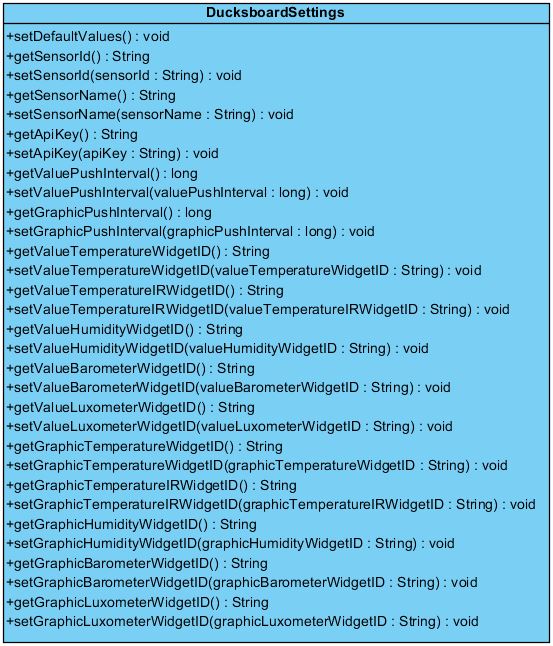 DucksboardSettings
+setDefaultValues() : void
+getSensorId() : String
+setSensorId(sensorId : String) : void
+getSensorName() : String
+setSensorName(sensorName : String) : void
+getApiKey() : String
+setApiKey(apiKey : String) : void
+getValuePushInterval() : long
+setValuePushInterval(valuePushInterval : long) : void
+getGraphicPushInterval() : long
+setGraphicPushInterval(graphicPushInterval : long) : void
+getValueTemperatureWidgetID() : String
+setValueTemperatureWidgetID(valueTemperatureWidgetID : String) : void
+getValueTemperatureIRWidgetID() : String
+setValueTemperatureIRWidgetID(valueTemperatureIRWidgetID : String) : void
+getValueHumidityWidgetID() : String
+setValueHumidityWidgetID(valueHumidityWidgetID : String) : void
+getValueBarometerWidgetID() : String
+setValueBarometerWidgetID(valueBarometerWidgetID : String) : void
+getValueLuxometerWidgetID() : String
+setValueLuxometerWidgetID(valueLuxometerWidgetID : String) : void
+getGraphicTemperatureWidgetID() : String
+setGraphicTemperatureWidgetID(graphicTemperatureWidgetID : String) : void
+getGraphicTemperatureIRWidgetID() : String
+setGraphicTemperatureIRWidgetID(graphicTemperatureIRWidgetID : String) : void
+getGraphicHumidityWidgetID() : String
+setGraphicHumidityWidgetID(graphicHumidityWidgetID : String) : void
+getGraphicBarometerWidgetID() : String
+setGraphicBarometerWidgetID(graphicBarometerWidgetID : String) : void
+getGraphicLuxometerWidgetID() : String
+setGraphicLuxometerWidgetID(graphicLuxometerWidgetID : String) : void